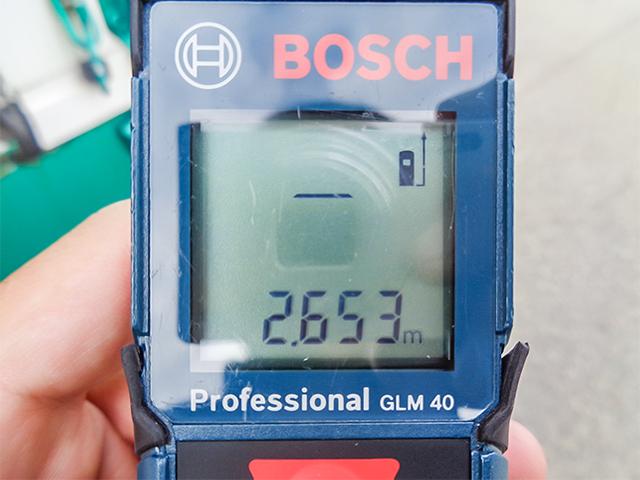 BOSCH
2.653m
Professional GLM 40